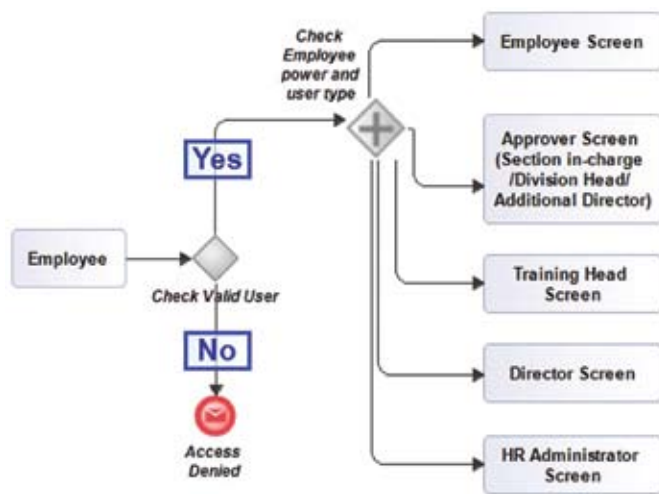 Check
Employee
power and
user type
Employee Screen
Approver Screen
(Section in-charge
/Division Head/
Additional Director)
Yes
Employee
Check Valid User
Training Head
Screen
No
Director Screen
Access
Denied
HR Administrator
Screen